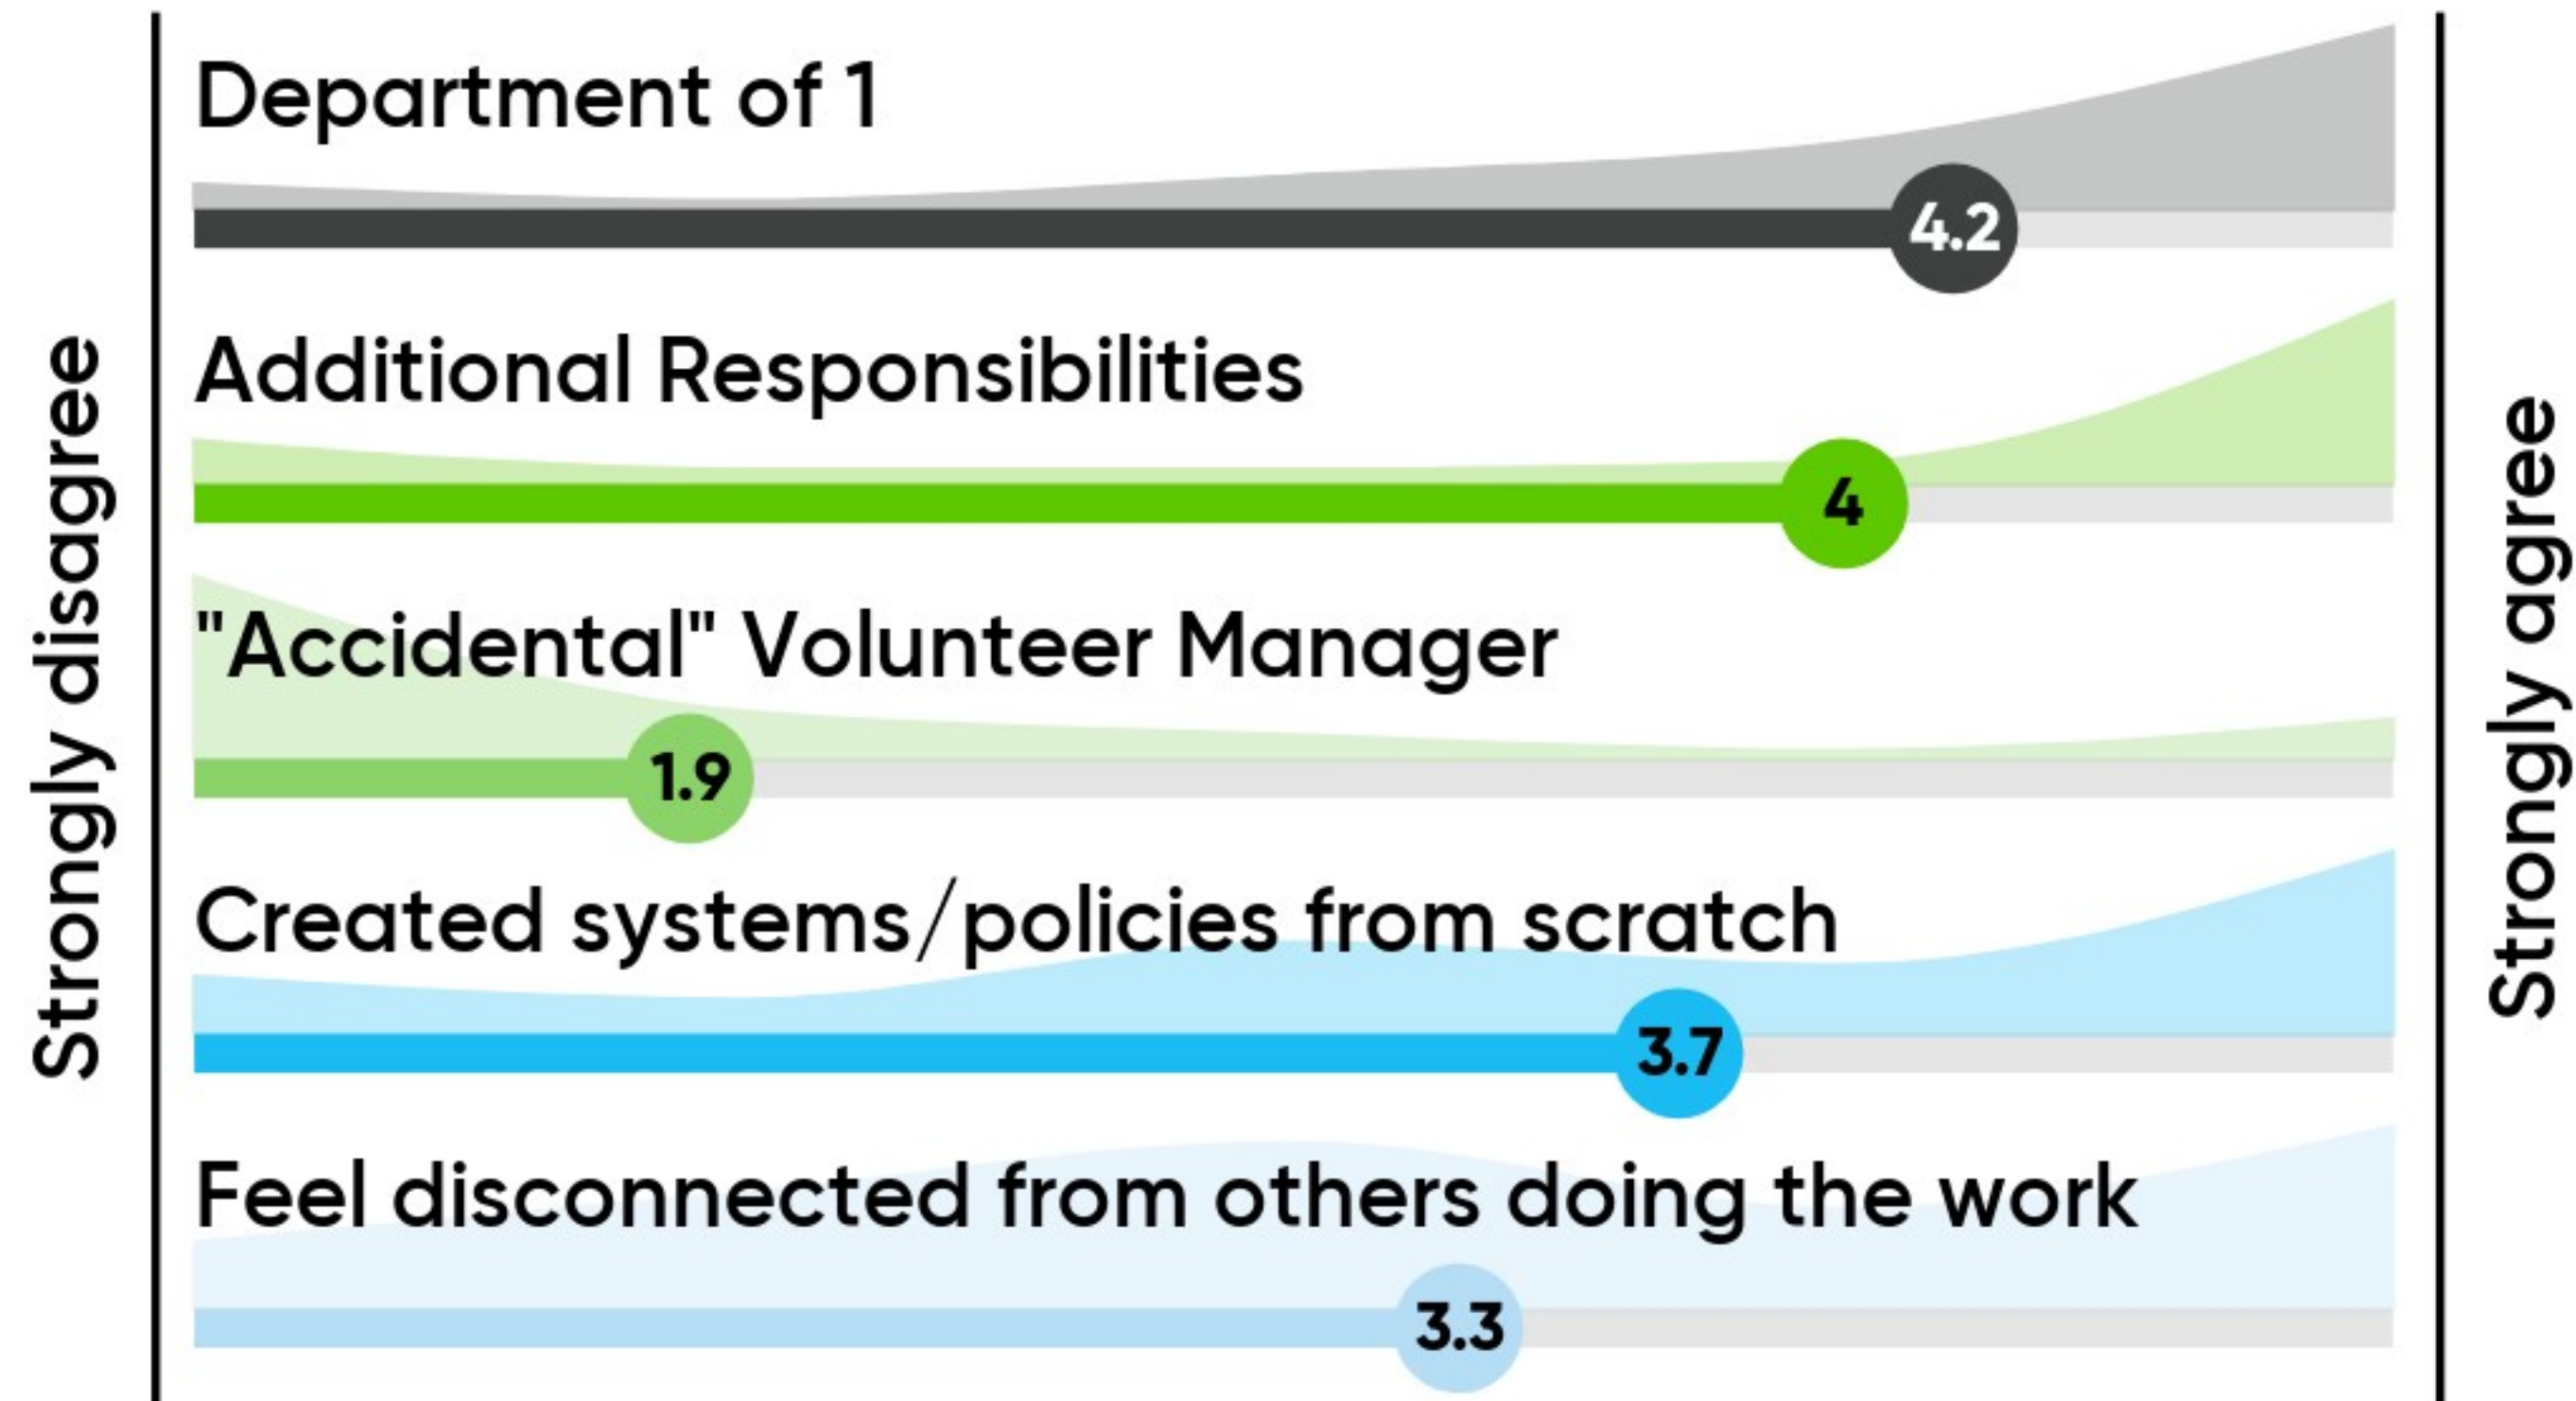 Strongly disagree
Department of 1
4.2
Additional Responsibilities
4
"Accidental" Volunteer Manager
1.9
Created systems/policies from scratch
3.7
Feel disconnected from others doing the work
3.3
Strongly agree